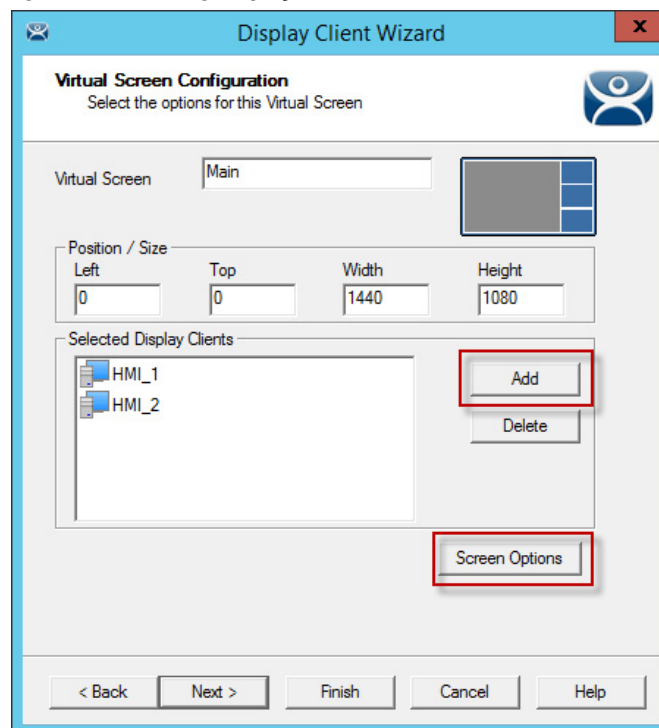 Display Client Wizard
x
Virtual Screen Configuration
Select the options for this Virtual Screen
Virtual Screen
Main
Position / Size
Left Top Width Height
0 0 1440 1080
Selected Display Clients
HMI_1
HMI_2
Add
Delete
Screen Options
< Back Next > Finish Cancel Help